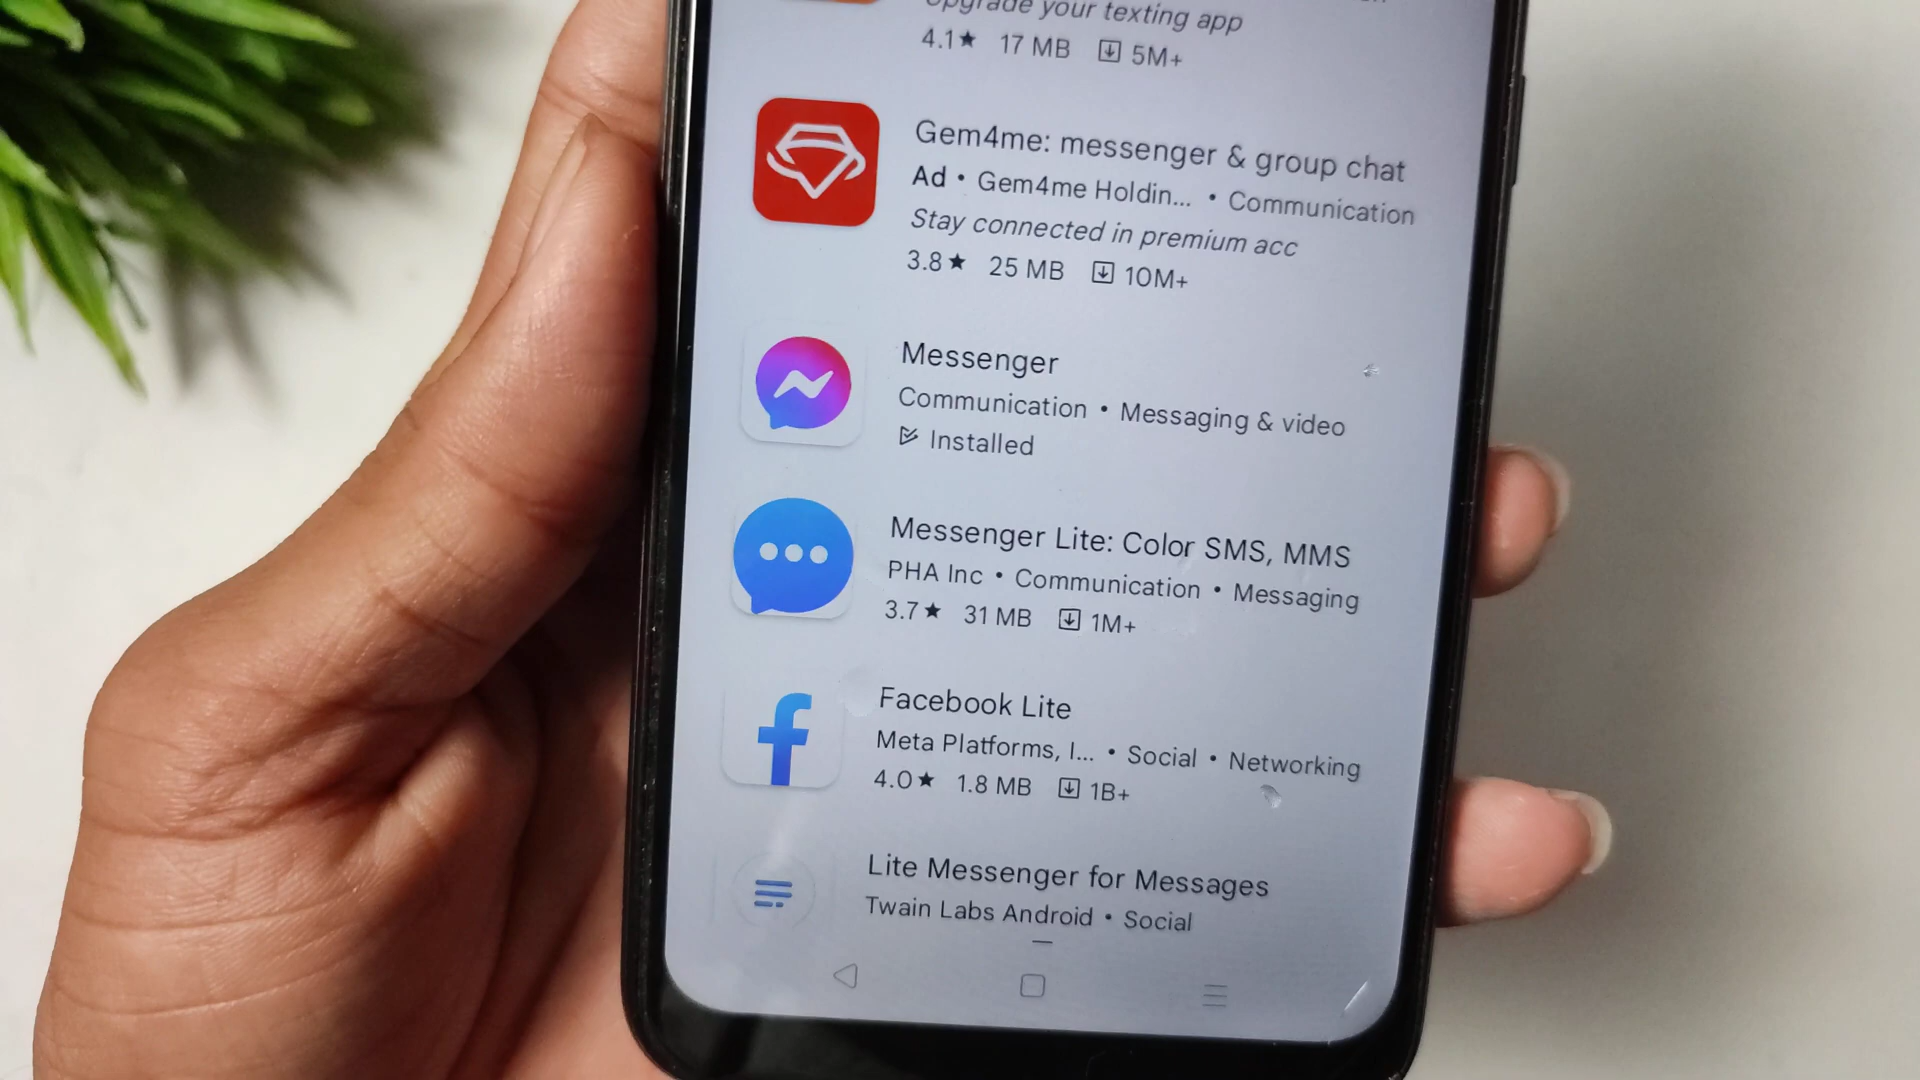 Upgrade your texting app
4.1★ 17 MB 5M+
Gem4me: messenger & group chat
Ad • Gem4me Holdin... • Communication
Stay connected in premium acc
3.8★ 25 MB 10M+
Messenger
Communication • Messaging & video
Installed
Messenger Lite: Color SMS, MMS
PHA Inc • Communication • Messaging
3.7★ 31 MB 1M+
Facebook Lite
Meta Platforms, I... • Social • Networking
4.0★ 1.8 MB 1B+
Lite Messenger for Messages
Twain Labs Android • Social